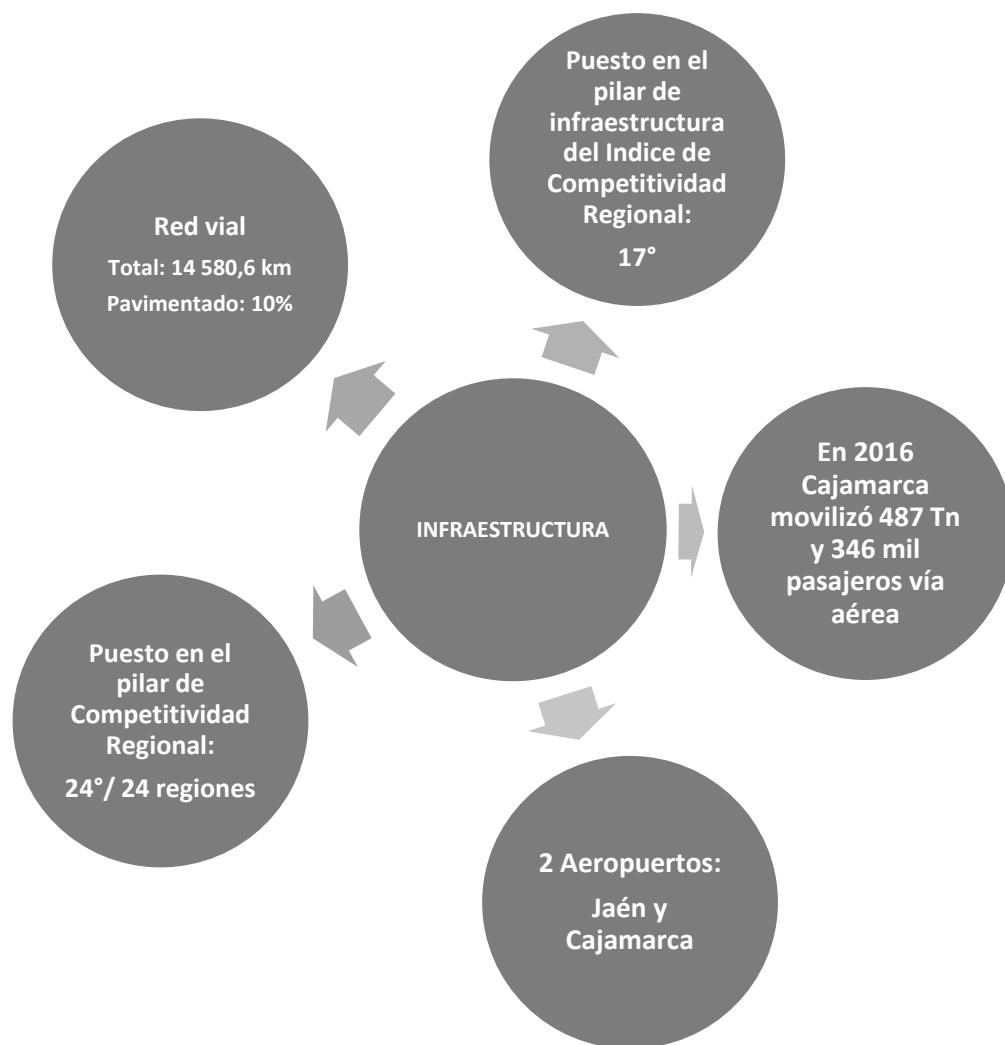 Puesto en el
pilar de
infraestructura
del Indice de
Competitividad
Regional:
17°
Red vial
Total: 14 580,6 km
Pavimentado: 10%
INFRAESTRUCTURA
En 2016
Cajamarca
movilizó 487 Tn
y 346 mil
pasajeros vía
aérea
Puesto en el
pilar de
Competitividad
Regional:
24°/ 24 regiones
2 Aeropuertos:
Jaén y
Cajamarca